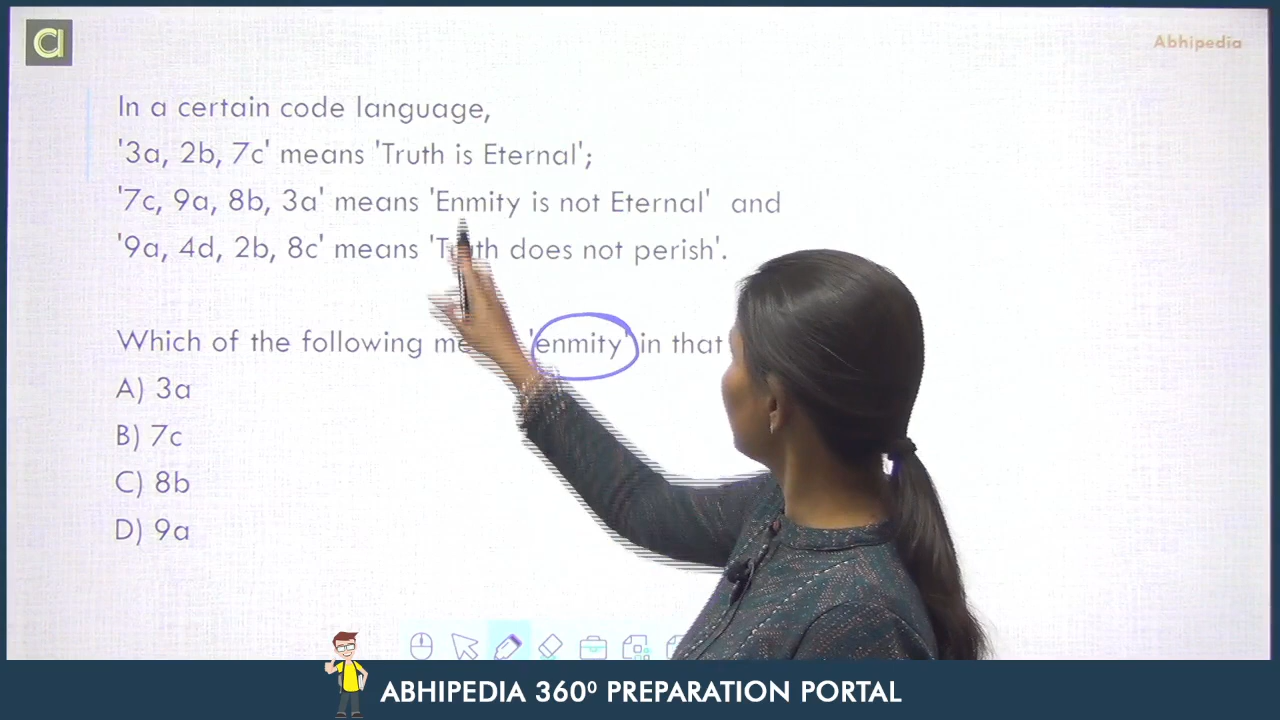 Abhipedia
In a certain code language,
'3a, 2b, 7c' means 'Truth is Eternal';
'7c, 9a, 8b, 3a' means 'Enmity is not Eternal' and
'9a, 4d, 2b, 8c' means 'Truth does not perish'.
Which of the following 'enmity' in that
A) 3a
B) 7c
C) 8b
D) 9a
ABHIPEDIA 360⁰ PREPARATION PORTAL